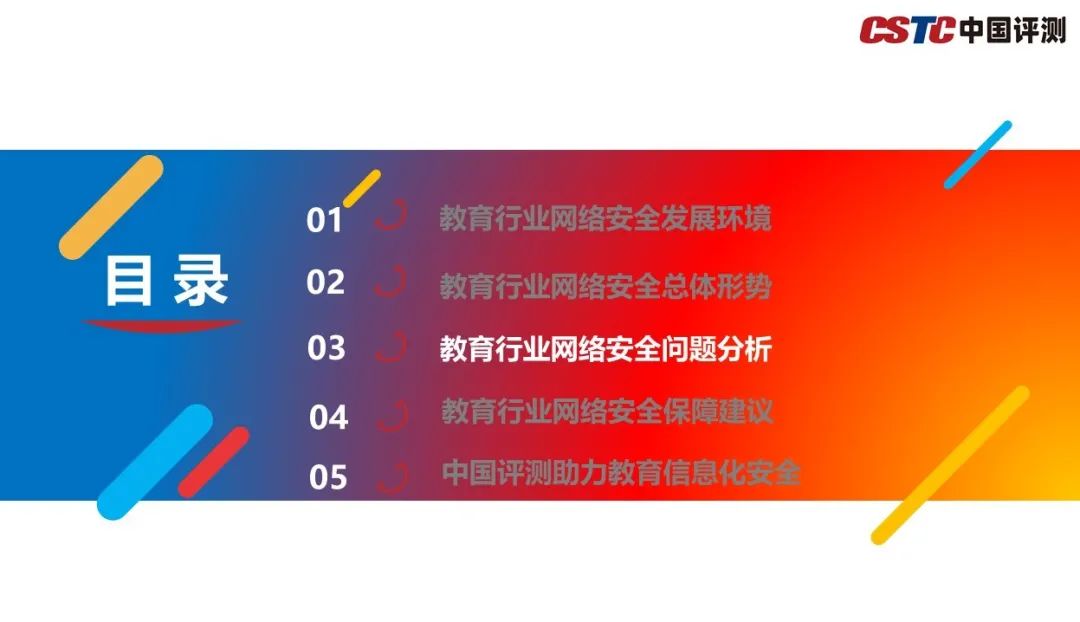 CSTC中国评测
目录
01 教育行业网络安全发展环境
02 教育行业网络安全总体形势
03 教育行业网络安全问题分析
04 教育行业网络安全保障建议
05 中国评测助力教育信息化安全